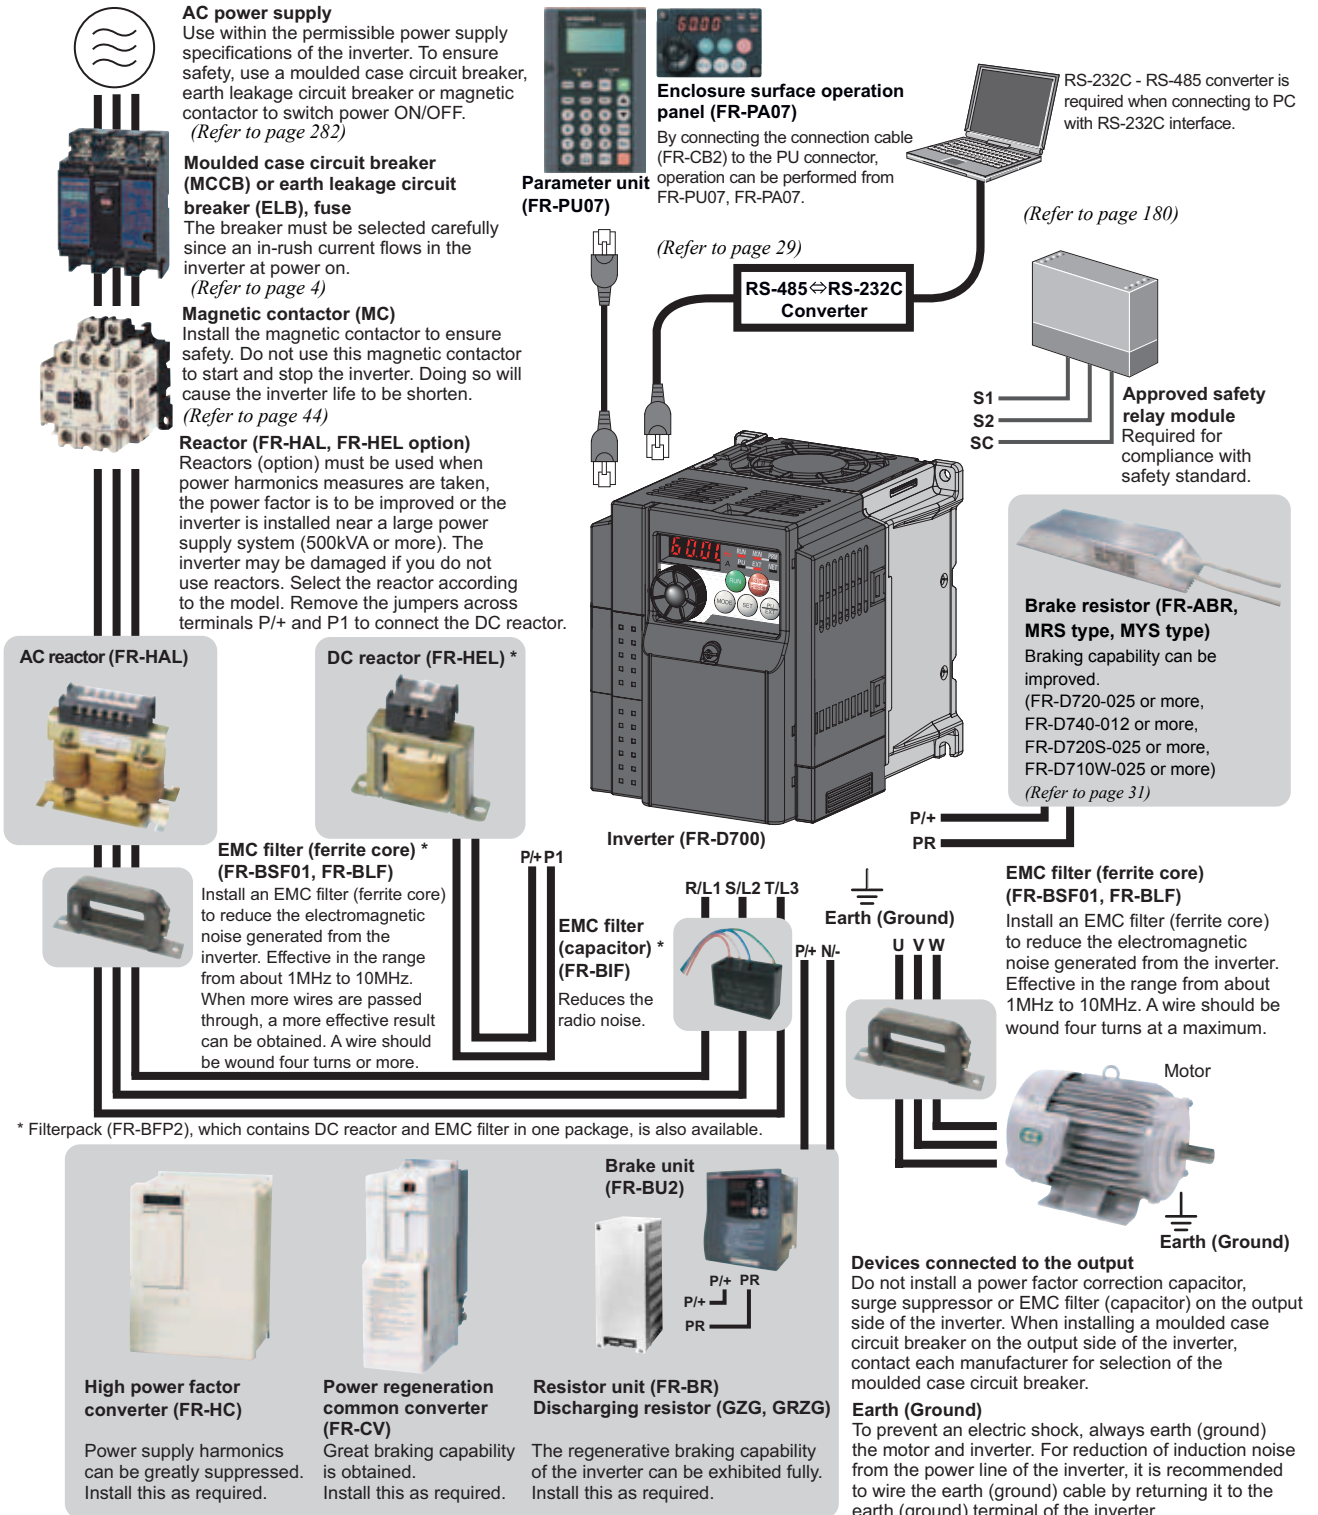 AC power supply
Use within the permissible power supply
specifications of the inverter. To ensure
safety, use a moulded case circuit breaker,
earth leakage circuit breaker or magnetic
contactor to switch power ON/OFF.
(Refer to page 282)
Moulded case circuit breaker
(MCCB) or earth leakage circuit
breaker (ELB), fuse
The breaker must be selected carefully
since an in-rush current flows in the
inverter at power on.
(Refer to page 4)
Magnetic contactor (MC)
Install the magnetic contactor to ensure
safety. Do not use this magnetic contactor
to start and stop the inverter. Doing so will
cause the inverter life to be shorten.
(Refer to page 44)
Reactor (FR-HAL, FR-HEL option)
Reactors (option) must be used when
power harmonics measures are taken,
the power factor is to be improved or the
inverter is installed near a large power
supply system (500kVA or more). The
inverter may be damaged if you do not
use reactors. Select the reactor according
to the model. Remove the jumpers across
terminals P/+ and P1 to connect the DC reactor.
Parameter unit
(FR-PU07)
60.00
Enclosure surface operation
panel (FR-PA07)
By connecting the connection cable
(FR-CB2) to the PU connector,
operation can be performed from
FR-PU07, FR-PA07.
(Refer to page 29)
RS-232C - RS-485 converter is
required when connecting to PC
with RS-232C interface.
(Refer to page 180)
RS-485⇔RS-232C
Converter
S1
S2
SC
Approved safety
relay module
Required for
compliance with
safety standard.
60.01
RUN MON PRM
A PU EXT NET
RUN
STOP
RESET
MODE
SET
PU
EXT
Inverter (FR-D700)
Brake resistor (FR-ABR,
MRS type, MYS type)
Braking capability can be
improved.
(FR-D720-025 or more,
FR-D740-012 or more,
FR-D720S-025 or more,
FR-D710W-025 or more)
(Refer to page 31)
P/+
PR
AC reactor (FR-HAL)
DC reactor (FR-HEL) *
EMC filter (ferrite core) *
(FR-BSF01, FR-BLF)
Install an EMC filter (ferrite core)
to reduce the electromagnetic
noise generated from the
inverter. Effective in the range
from about 1MHz to 10MHz.
When more wires are passed
through, a more effective result
can be obtained. A wire should
be wound four turns or more.
P/+ P1
EMC filter
(capacitor) *
(FR-BIF)
Reduces the
radio noise.
R/L1 S/L2 T/L3
P/+ N/-
Earth (Ground)
U V W
EMC filter (ferrite core)
(FR-BSF01, FR-BLF)
Install an EMC filter (ferrite core)
to reduce the electromagnetic
noise generated from the inverter.
Effective in the range from about
1MHz to 10MHz. A wire should be
wound four turns at a maximum.
Motor
Earth (Ground)
* Filterpack (FR-BFP2), which contains DC reactor and EMC filter in one package, is also available.
Brake unit
(FR-BU2)
P/+ PR
P/+
PR
High power factor
converter (FR-HC)
Power supply harmonics
can be greatly suppressed.
Install this as required.
Power regeneration
common converter
(FR-CV)
Great braking capability
is obtained.
Install this as required.
Resistor unit (FR-BR)
Discharging resistor (GZG, GRZG)
The regenerative braking capability
of the inverter can be exhibited fully.
Install this as required.
Devices connected to the output
Do not install a power factor correction capacitor,
surge suppressor or EMC filter (capacitor) on the output
side of the inverter. When installing a moulded case
circuit breaker on the output side of the inverter,
contact each manufacturer for selection of the
moulded case circuit breaker.
Earth (Ground)
To prevent an electric shock, always earth (ground)
the motor and inverter. For reduction of induction noise
from the power line of the inverter, it is recommended
to wire the earth (ground) cable by returning it to the
earth (ground) terminal of the inverter.